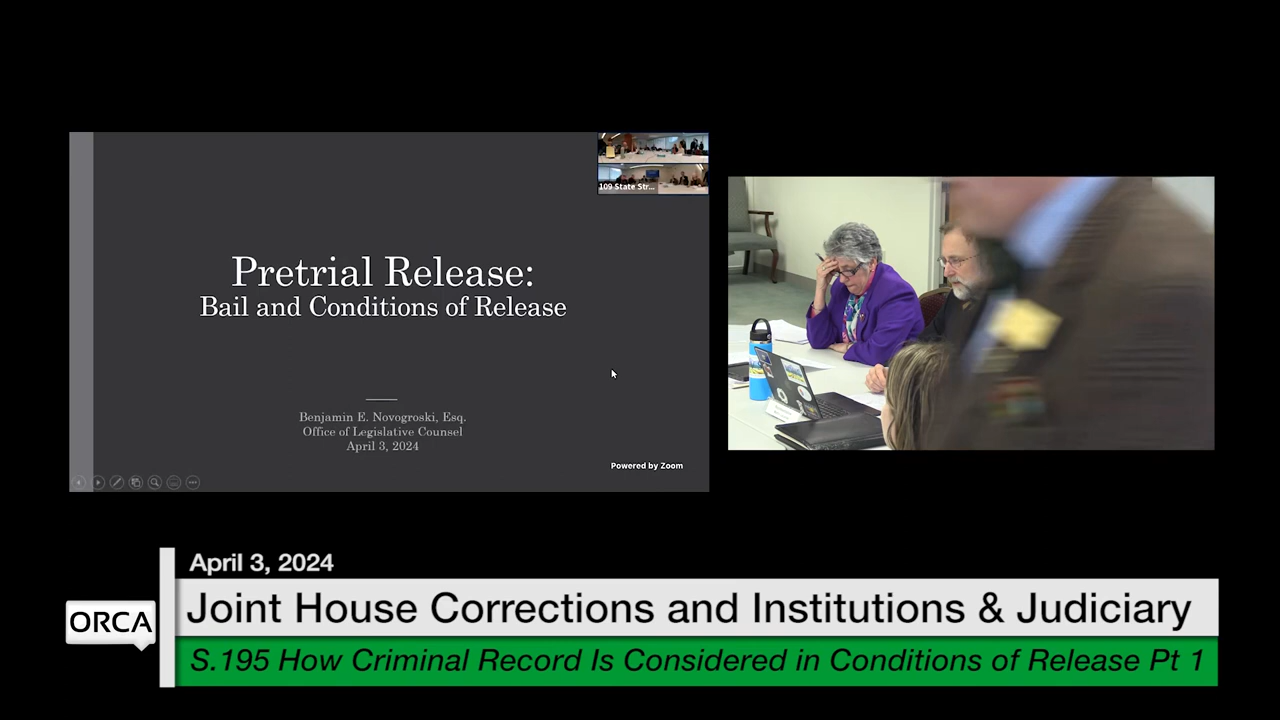 109 State Str...
Pretrial Release:
Bail and Conditions of Release
Benjamin E. Novogroski, Esq.
Office of Legislative Counsel
April 3, 2024
Powered by Zoom
April 3, 2024
ORCA
Joint House Corrections and Institutions & Judiciary
S.195 How Criminal Record Is Considered in Conditions of Release Pt 1